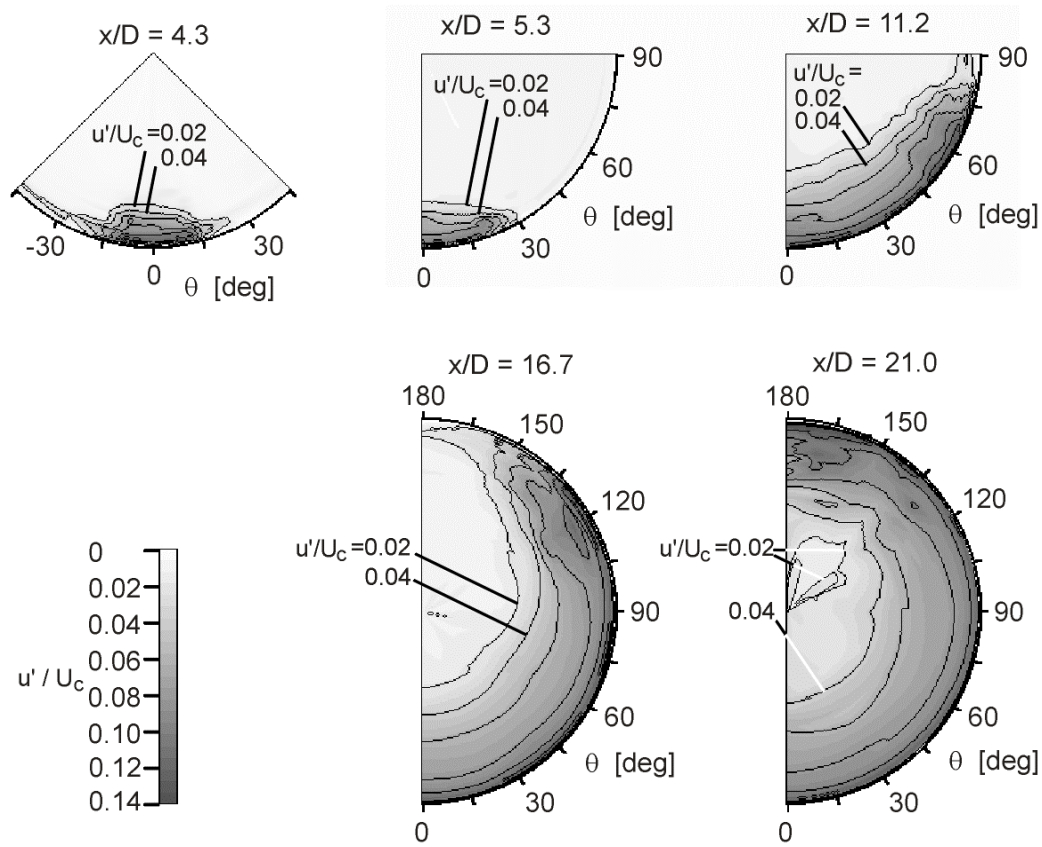 x/D = 4.3
u'/Uc =0.02
0.04
-30
0
30
θ [deg]
x/D = 5.3
u'/Uc =0.02
0.04
90
60
30
0
θ [deg]
x/D = 11.2
u'/Uc =
0.02
0.04
90
60
30
0
θ [deg]
x/D = 16.7
180
150
120
u'/Uc =0.02
0.04
90
60
θ [deg]
30
0
x/D = 21.0
180
150
120
u'/Uc =0.02
0.04
90
60
θ [deg]
30
0
u' / Uc
0
0.02
0.04
0.06
0.08
0.10
0.12
0.14